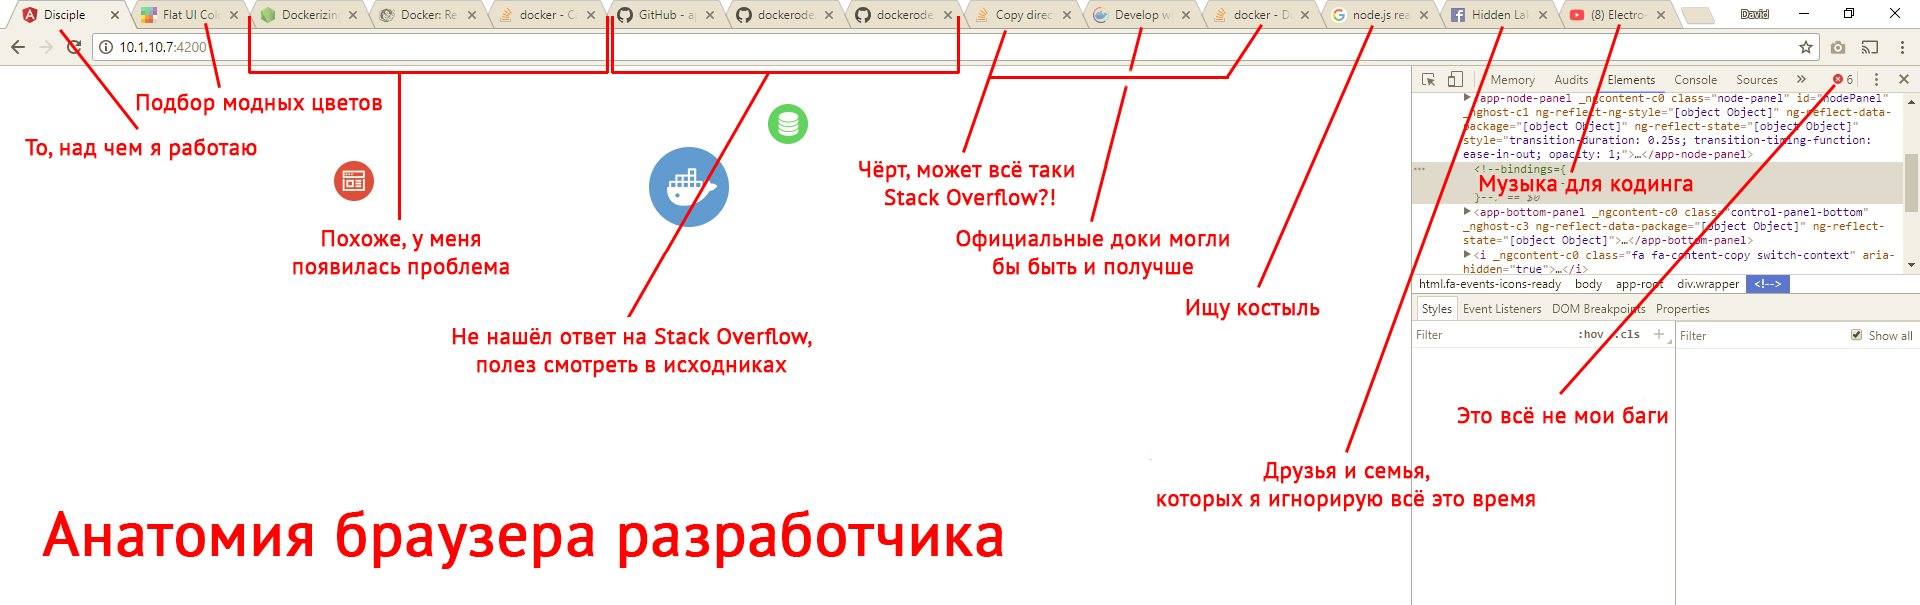 Disciple
Flat UI Colo
Dockerizin
Docker: Re
docker - C
GitHub - ap
dockerode
dockerode
Copy direc
Develop w
docker - D
node.js rea
Hidden Lak
(8) Electro-
David
10.1.10.7:4200
Memory Audits Elements Console Sources » 6
Подбор модных цветов
То, над чем я работаю
Похоже, у меня
появилась проблема
Не нашёл ответ на Stack Overflow,
полез смотреть в исходниках
Чёрт, может всё таки
Stack Overflow?!
Официальные доки могли
бы быть и получше
Ищу костыль
Друзья и семья,
которых я игнорирую всё это время
Музыка для кодинга
Это всё не мои баги
Анатомия браузера разработчика
<app-node-panel _ngcontent-c0 class="node-panel" id="nodePanel"
_nghost-c1 ng-reflect-ng-style="[object Object]" ng-reflect-data-
package="[object Object]" ng-reflect-state="[object Object]"
style="transition-duration: 0.25s; transition-timing-function:
ease-in-out; opacity: 1;">…</app-node-panel>
<!--bindings={
}--> == $0
<app-bottom-panel _ngcontent-c0 class="control-panel-bottom"
_nghost-c3 ng-reflect-data-package="[object Object]" ng-reflect-
state="[object Object]">…</app-bottom-panel>
<i _ngcontent-c0 class="fa fa-content-copy switch-context" aria-
hidden="true">…</i>
html.fa-events-icons-ready body app-root div.wrapper <!-->
Styles Event Listeners DOM Breakpoints Properties
Filter :hov .cls +
Filter Show all